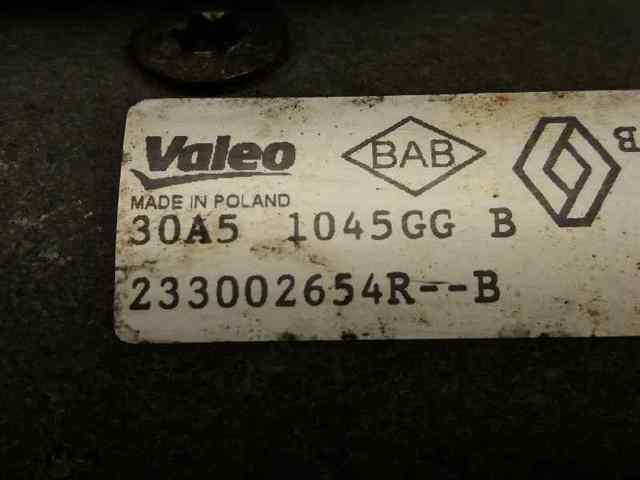 Valeo
BAB
MADE IN POLAND
30A5 1045GG B
233002654R--B
B